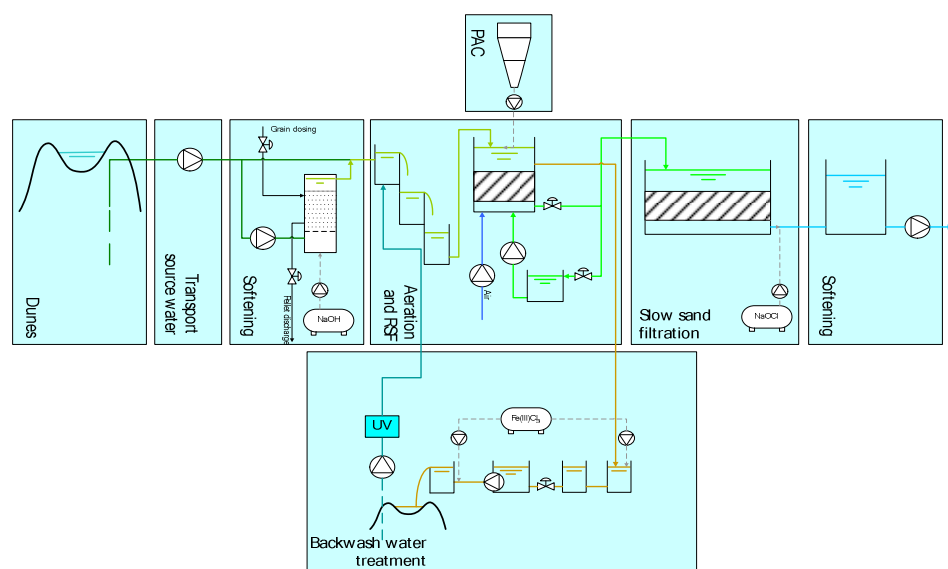 PAC
Dunes
Transport
source water
Softening
Grain dosing
Pellet discharge
NaOH
Aeration
and RSF
Air
Slow sand
filtration
NaOCl
Softening
UV
Fe(III)Cl3
Backwash water
treatment